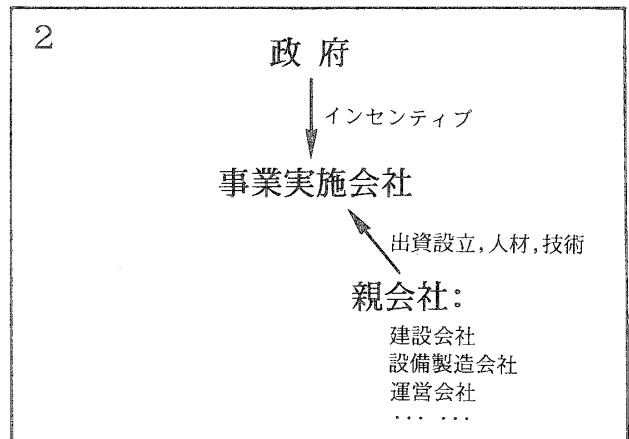 2
政 府
インセンティブ
事業実施会社
出資設立,人材,技術
親会社:
建設会社
設備製造会社
運営会社
… …